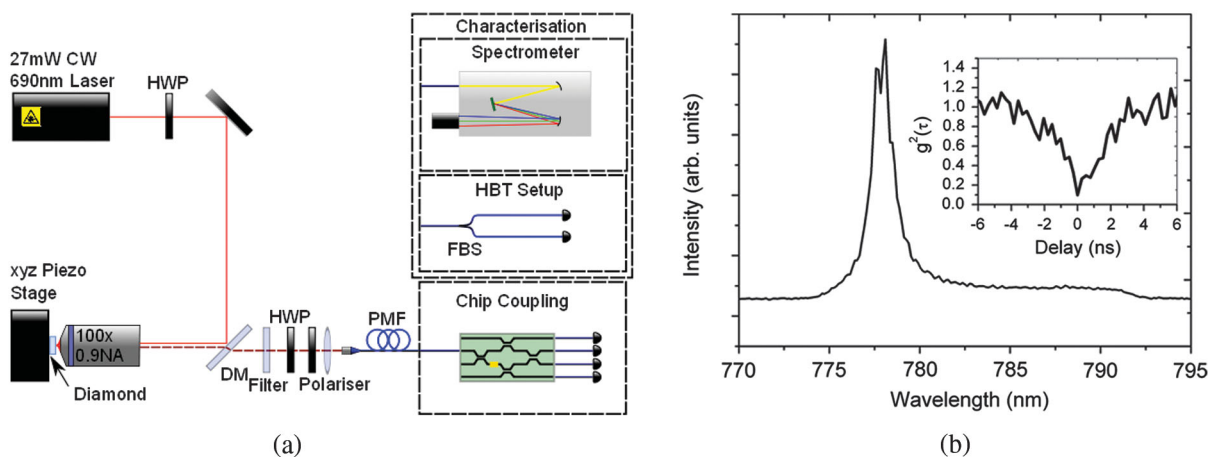 Characterisation
Spectrometer
27mW CW
690nm Laser
HWP
HBT Setup
FBS
xyz Piezo
Stage
100x
0.9NA
Diamond
DM
Filter
HWP
Polariser
PMF
Chip Coupling
(a)
Intensity (arb. units)
770 775 780 785 790 795
Wavelength (nm)
g²(τ)
1.4
1.2
1.0
0.8
0.6
0.4
0.2
0.0
-6 -4 -2 0 2 4 6
Delay (ns)
(b)